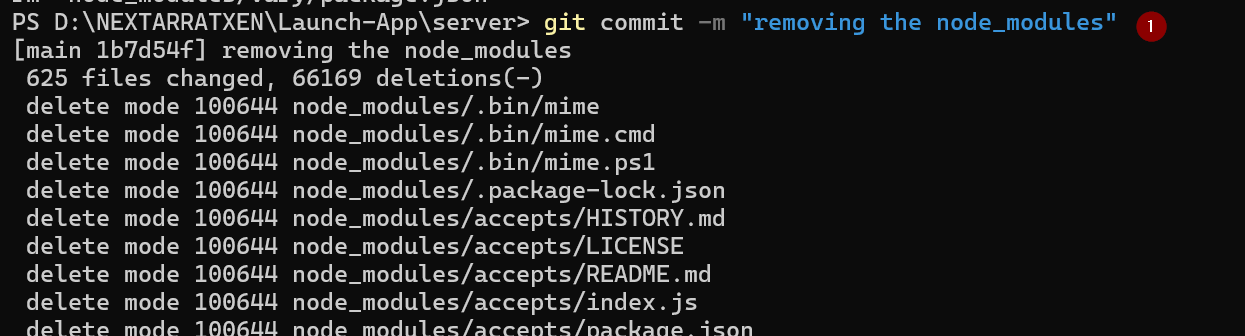 PS D:\NEXTARRATXEN\Launch-App\server> git commit -m "removing the node_modules" 1
[main 1b7d54f] removing the node_modules
625 files changed, 66169 deletions(-)
delete mode 100644 node_modules/.bin/mime
delete mode 100644 node_modules/.bin/mime.cmd
delete mode 100644 node_modules/.bin/mime.ps1
delete mode 100644 node_modules/.package-lock.json
delete mode 100644 node_modules/accepts/HISTORY.md
delete mode 100644 node_modules/accepts/LICENSE
delete mode 100644 node_modules/accepts/README.md
delete mode 100644 node_modules/accepts/index.js
delete mode 100644 node_modules/accepts/package.json